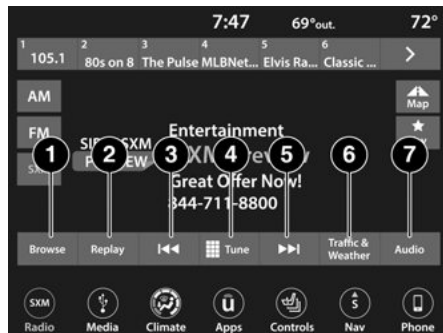 7:47 69°out. 72°
1 2 3 4 5 6
105.1 80s on 8 The Pulse MLBNet... Elvis Ra... Classic ...
AM
Map
Entertainment
FM
SXM
Great Offer Now!
844-711-8800
1 2 3 4 5 6 7
Browse Replay Tune Traffic & Weather Audio
SXM
Radio Media Climate Apps Controls Nav Phone